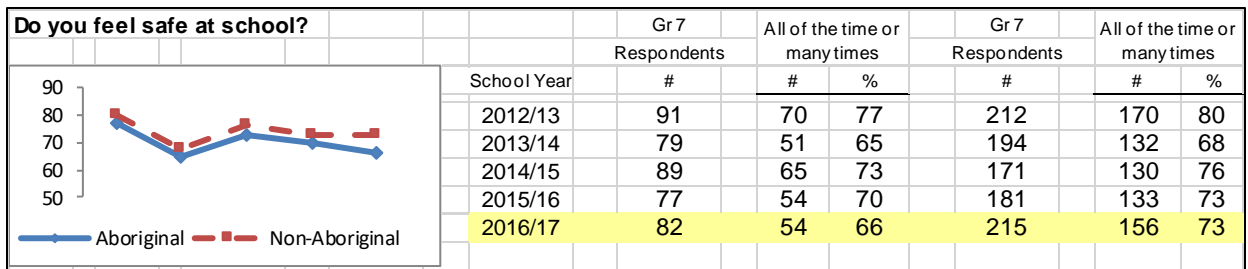 Do you feel safe at school?
Gr 7 All of the time or many times Gr 7 All of the time or many times
Respondents Respondents
School Year # # % # # %
2012/13 91 70 77 212 170 80
2013/14 79 51 65 194 132 68
2014/15 89 65 73 171 130 76
2015/16 77 54 70 181 133 73
2016/17 82 54 66 215 156 73
90
80
70
60
50
Aboriginal Non-Aboriginal